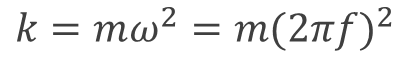 𝑘 = 𝑚𝜔² = 𝑚(2𝜋𝑓)²